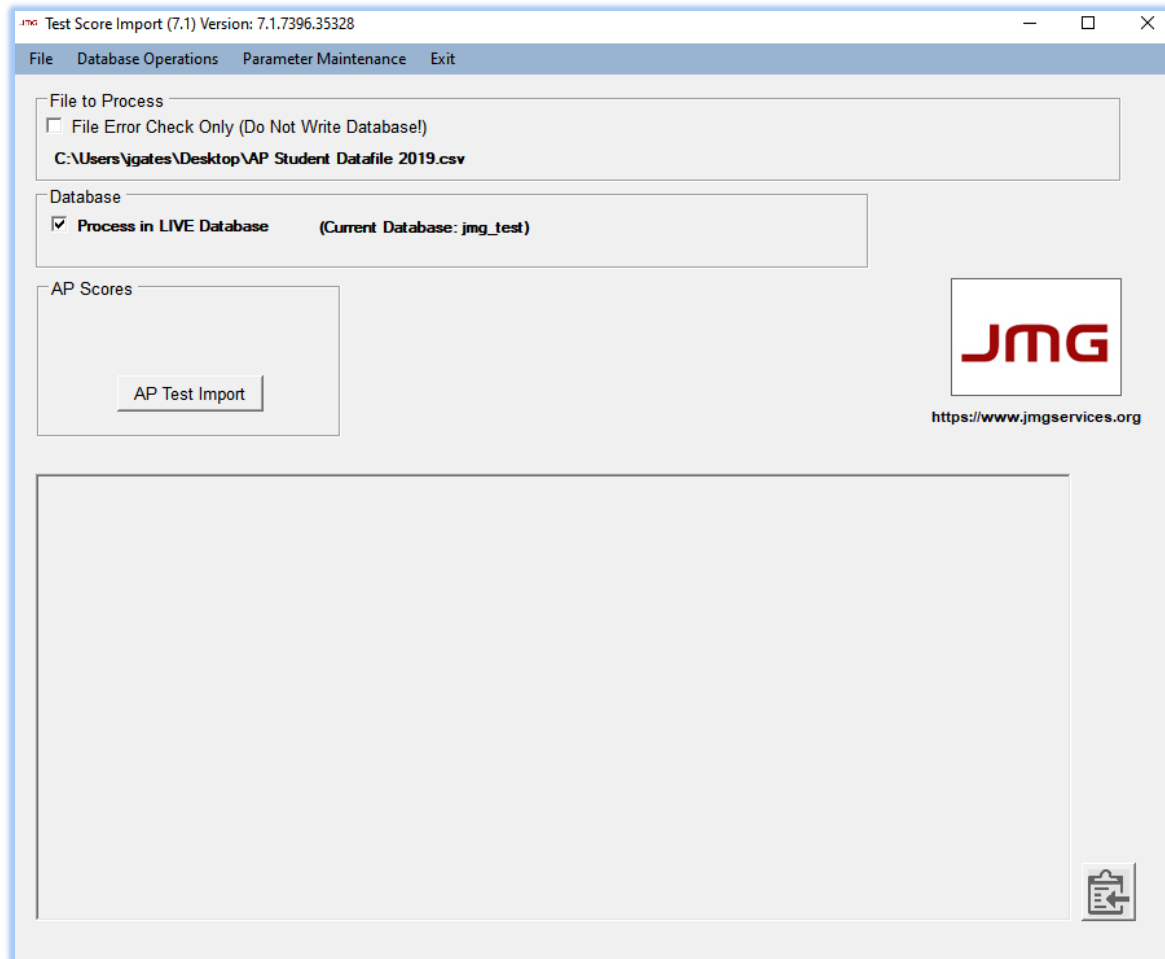 JMG Test Score Import (7.1) Version: 7.1.7396.35328
File Database Operations Parameter Maintenance Exit
File to Process
File Error Check Only (Do Not Write Database!)
C:\Users\jgates\Desktop\AP Student Datafile 2019.csv
Database
Process in LIVE Database (Current Database: jmg_test)
AP Scores
AP Test Import
JMG
https://www.jmgservices.org